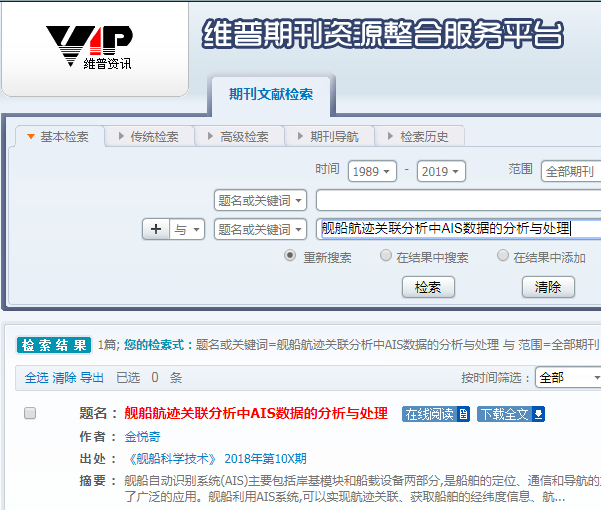 VIP
维普资讯
维普期刊资源整合服务平台
期刊文献检索
基本检索 传统检索 高级检索 期刊导航 检索历史
时间 1989 - 2019 范围 全部期刊
题名或关键词
+ 与 题名或关键词 舰船航迹关联分析中AIS数据的分析与处理
重新搜索 在结果中搜索 在结果中添加
检索 清除
检索结果 1篇; 您的检索式：题名或关键词=舰船航迹关联分析中AIS数据的分析与处理 与 范围=全部期刊
全选 清除 导出 已选 0 条 按时间筛选： 全部
题名： 舰船航迹关联分析中AIS数据的分析与处理 在线阅读 下载全文
作者： 金悦奇
出处： 《舰船科学技术》 2018年第10X期
摘要： 舰船自动识别系统(AIS)主要包括岸基模块和船载设备两部分,是船舶的定位、通信和导航的
了广泛的应用。舰船利用AIS系统,可以实现航迹关联、获取船舶的经纬度信息、航...